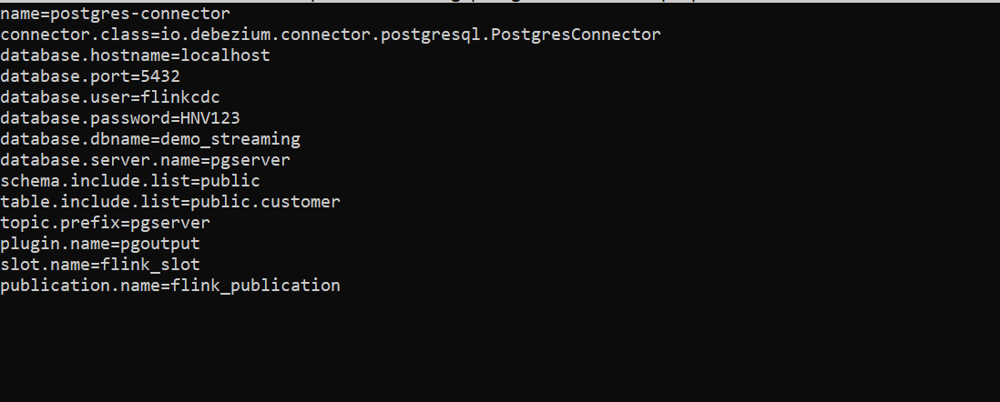 name=postgres-connector
connector.class=io.debezium.connector.postgresql.PostgresConnector
database.hostname=localhost
database.port=5432
database.user=flinkcdc
database.password=HNV123
database.dbname=demo_streaming
database.server.name=pgserver
schema.include.list=public
table.include.list=public.customer
topic.prefix=pgserver
plugin.name=pgoutput
slot.name=flink_slot
publication.name=flink_publication